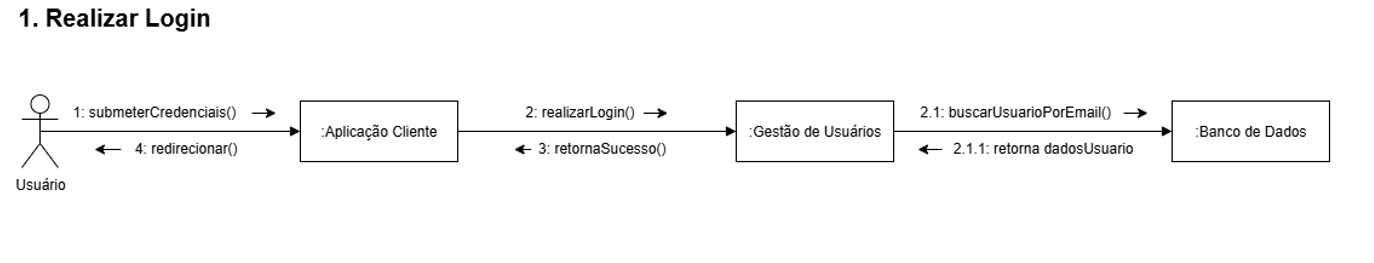 1. Realizar Login
1: submeterCredenciais()
2: realizarLogin()
2.1: buscarUsuarioPorEmail()
:Aplicação Cliente
:Gestão de Usuários
:Banco de Dados
4: redirecionar()
3: retornaSucesso()
2.1.1: retorna dadosUsuario
Usuário